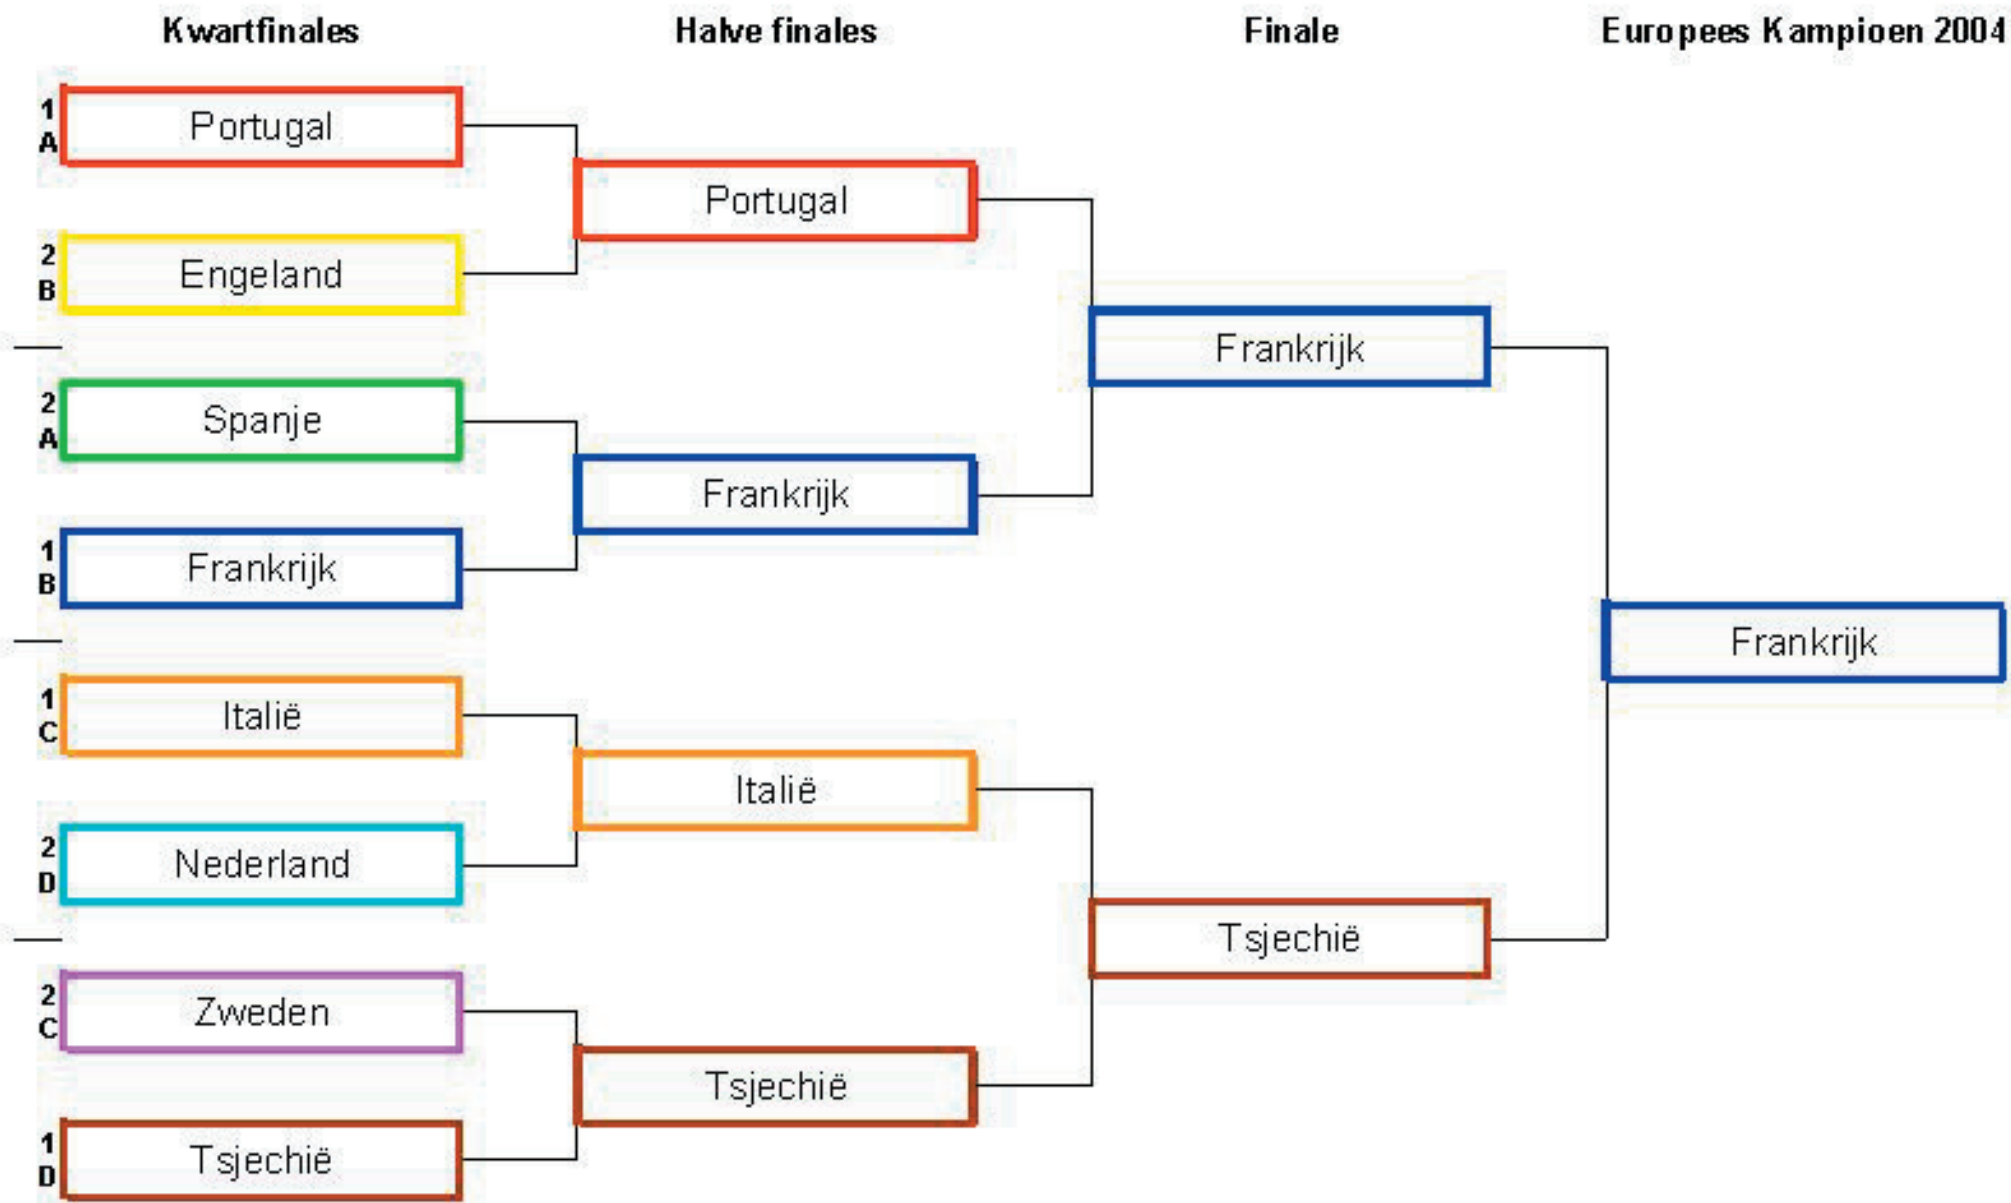 Kwartfinales Halve finales Finale Europees Kampioen 2004
1
A
Portugal
Portugal
2
B
Engeland
Frankrijk
2
A
Spanje
Frankrijk
1
B
Frankrijk
Frankrijk
1
C
Italië
Italië
2
D
Nederland
Tsjechië
2
C
Zweden
Tsjechië
1
D
Tsjechië